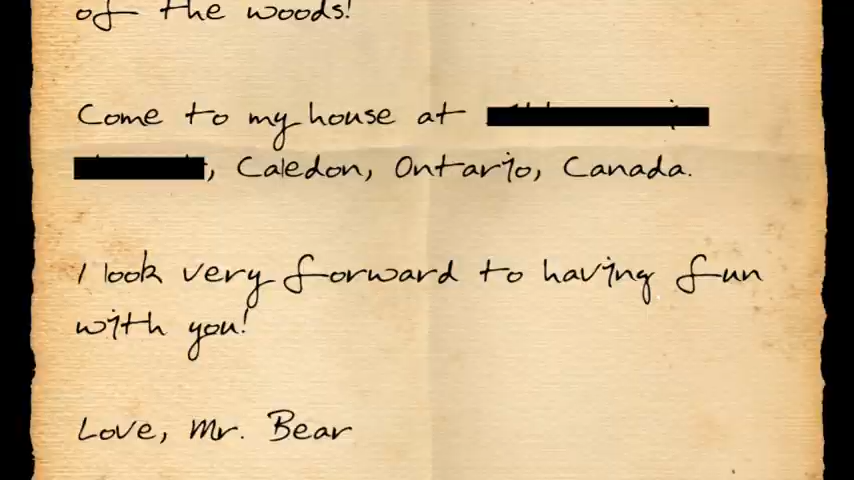 of the woods!
Come to my house at
, Caledon, Ontario, Canada.
I look very forward to having fun
with you!
Love, Mr. Bear